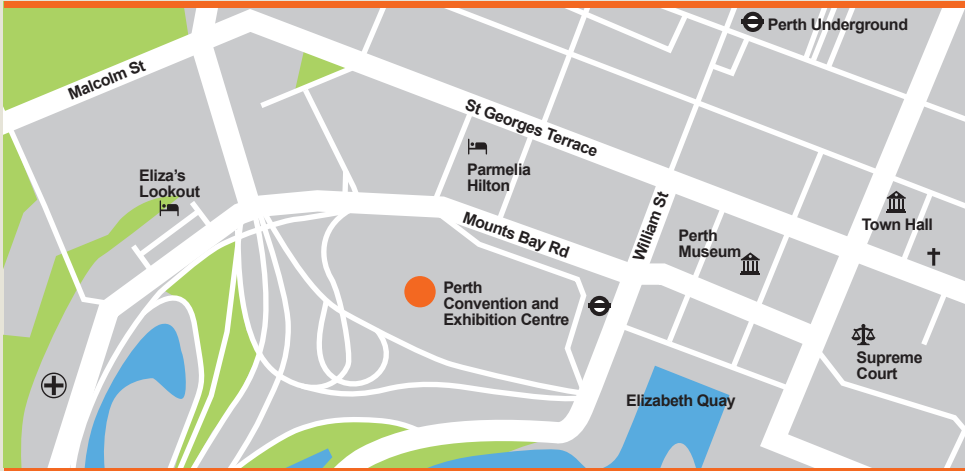 Perth Underground
Malcolm St
St Georges Terrace
Parmelia
Hilton
Eliza's
Lookout
William St
Town Hall
Mounts Bay Rd
Perth
Museum
Perth
Convention and
Exhibition Centre
Supreme
Court
Elizabeth Quay